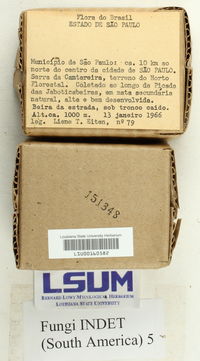 Flora do Brasil
ESTADO DE SÃO PAULO
Município de São Paulo: ca. 10 km ao
norte do centro da cidade de SÃO PAULO.
Serra da Cantareira, terreno do Horto
Florestal. Coletado ao longo da Picada
das Jaboticabeiras, em mata secundária
natural, alta e bem desenvolvida.
Beira da estrada, sob tronco caído.
Alt.ca. 1000 m. 13 janeiro 1966
Leg. Liene T. Eiten, nº 79
151343
Louisiana State University Herbarium
LSU00140382
LSUM
BERNARD LOWY MYCOLOGICAL HERBARIUM
LOUISIANA STATE UNIVERSITY
Fungi INDET
(South America) 5